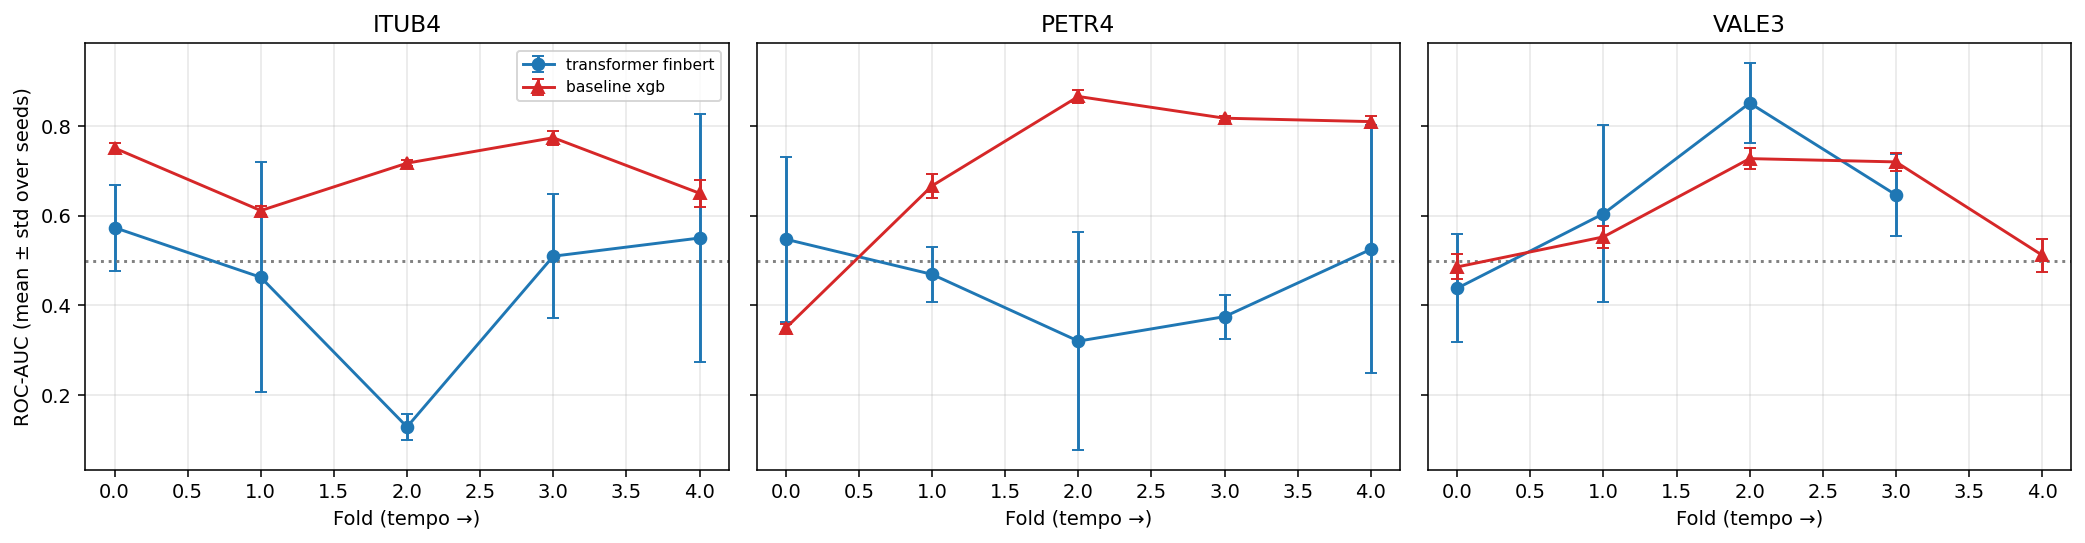 ITUB4
PETR4
VALE3
transformer finbert
baseline xgb
ROC-AUC (mean ± std over seeds)
0.8
0.6
0.4
0.2
0.0 0.5 1.0 1.5 2.0 2.5 3.0 3.5 4.0
0.0 0.5 1.0 1.5 2.0 2.5 3.0 3.5 4.0
0.0 0.5 1.0 1.5 2.0 2.5 3.0 3.5 4.0
Fold (tempo →)
Fold (tempo →)
Fold (tempo →)